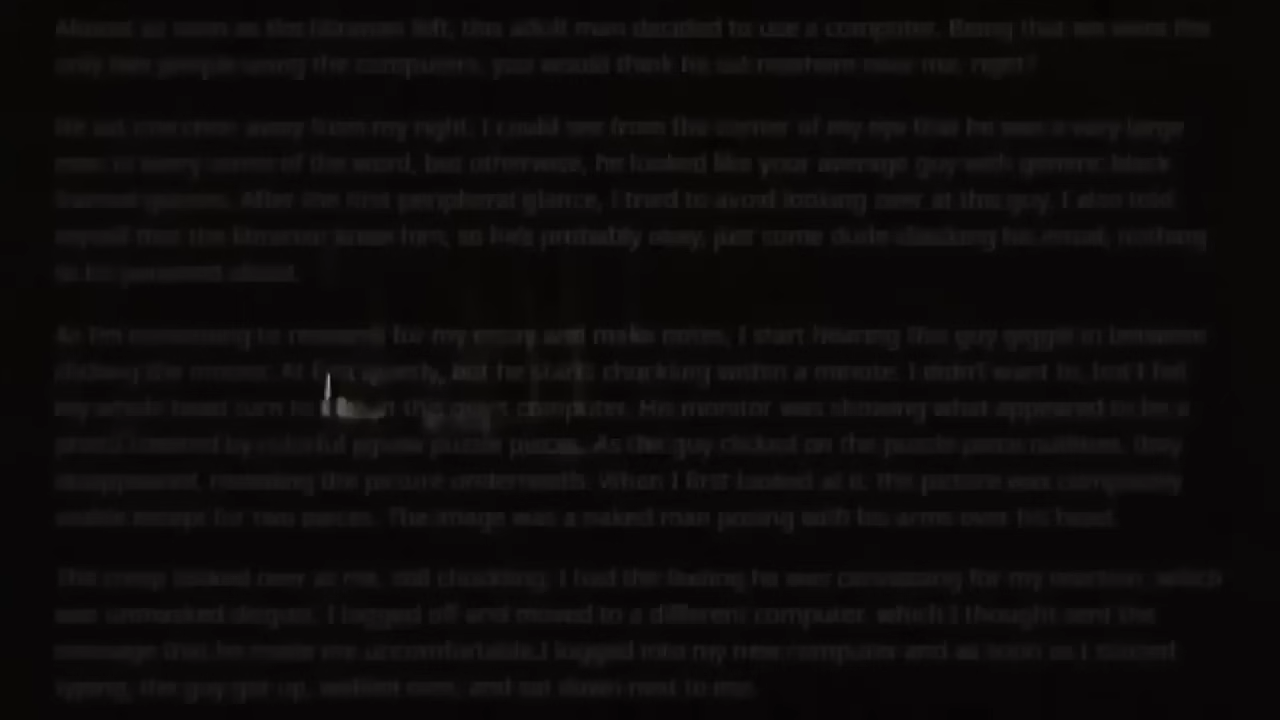 Almost as soon as the librarian left, this adult man decided to use a computer. Being that we were the
only two people using the computers, you would think he sat nowhere near me, right?
He sat one over away from my right. I could see from the corner of my eye that he was a very large
man in every sense of the word, but otherwise, he looked like your average guy with generic black
framed glasses. After the first peripheral glance, I tried to avoid looking over at this guy. I also told
myself that the librarian knew him, so he's probably okay, just some dude checking his email, nothing
to be paranoid about.
As I'm continuing to research for my essay and make notes, I start hearing this guy giggle in between
clicking the mouse. At first quietly, but he starts chuckling within a minute. I didn't want to, but I felt
my whole head turn to at this guy's computer. His monitor was showing what appeared to be a
covered by colorful jigsaw puzzle pieces. As the guy clicked on the puzzle piece outlines, they
disappeared, revealing the picture underneath. When I first looked at it, the picture was completely
visible except for two pieces. The image was a naked man posing with his arms over his head.
The creep looked over at me, still chuckling. I had the feeling he was canvassing for my reaction, which
was unmasked disgust. I logged off and moved to a different computer, which I thought sent the
message that he made me uncomfortable.I logged into my new computer and as soon as I started
typing, the guy got up, walked over, and sat down next to me.